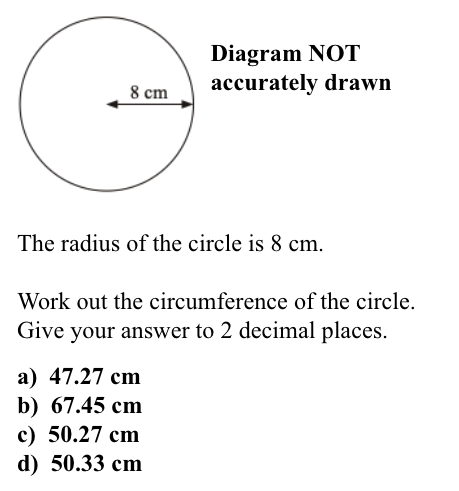 Diagram NOT
accurately drawn
8 cm
The radius of the circle is 8 cm.
Work out the circumference of the circle.
Give your answer to 2 decimal places.
a) 47.27 cm
b) 67.45 cm
c) 50.27 cm
d) 50.33 cm